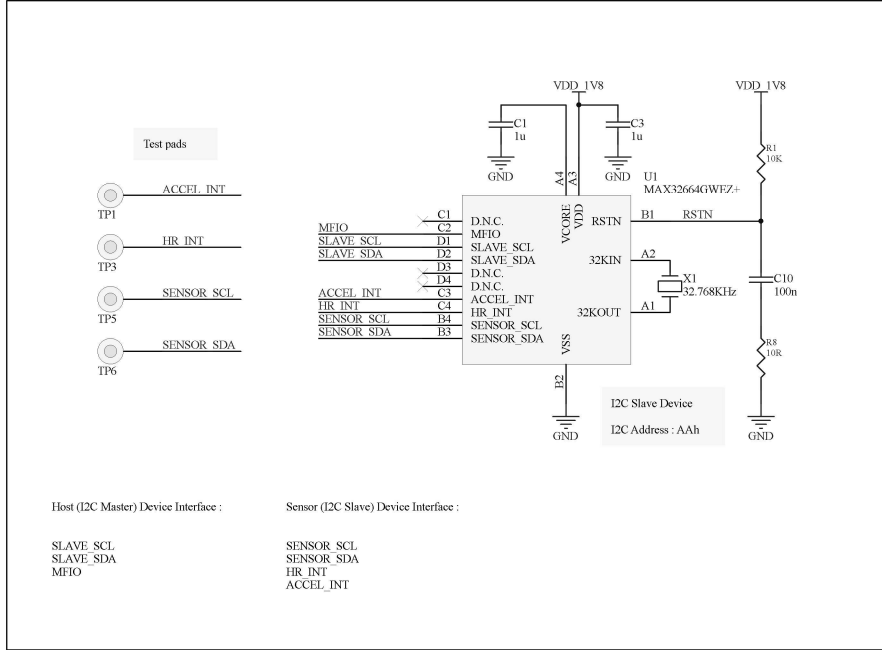 VDD_1V8
VDD_1V8
C1
1u
C3
1u
R1
10K
GND
GND
Test pads
A4
A3
U1
MAX32664GWEZ+
ACCEL_INT
TP1
HR_INT
TP3
SENSOR_SCL
TP5
SENSOR_SDA
TP6
MFIO
SLAVE_SCL
SLAVE_SDA
ACCEL_INT
HR_INT
SENSOR_SCL
SENSOR_SDA
C1
C2
D1
D2
D3
D4
C3
C4
B4
B3
D.N.C.
MFIO
SLAVE_SCL
SLAVE_SDA
D.N.C.
D.N.C.
ACCEL_INT
HR_INT
SENSOR_SCL
SENSOR_SDA
VCORE
VDD
RSTN
32KIN
32KOUT
VSS
B1
RSTN
A2
A1
X1
32.768KHz
C10
100n
R8
10R
B2
GND
GND
I2C Slave Device
I2C Address : AAh
Host (I2C Master) Device Interface :
SLAVE_SCL
SLAVE_SDA
MFIO
Sensor (I2C Slave) Device Interface :
SENSOR_SCL
SENSOR_SDA
HR_INT
ACCEL_INT